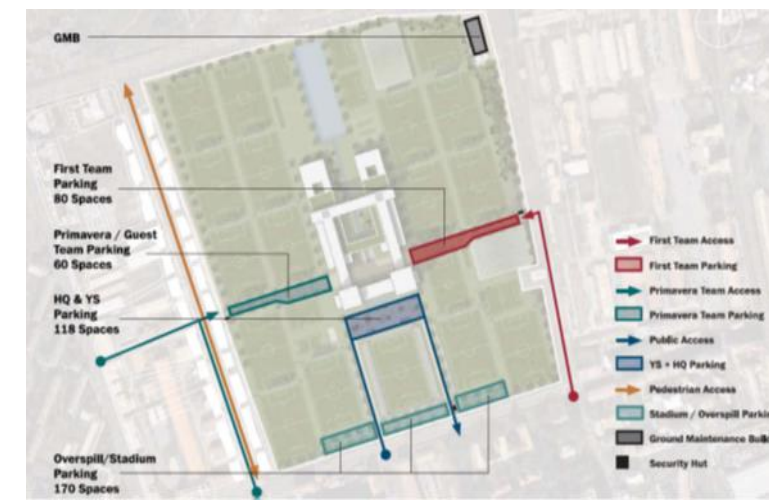 GMB
First Team
Parking
80 Spaces
Primavera / Guest
Team Parking
60 Spaces
HQ & YS
Parking
118 Spaces
Overspill/Stadium
Parking
170 Spaces
First Team Access
First Team Parking
Primavera Team Access
Primavera Team Parking
Public Access
YS + HQ Parking
Pedestrian Access
Stadium / Overspill Parkin
Ground Maintenance
Security Hut